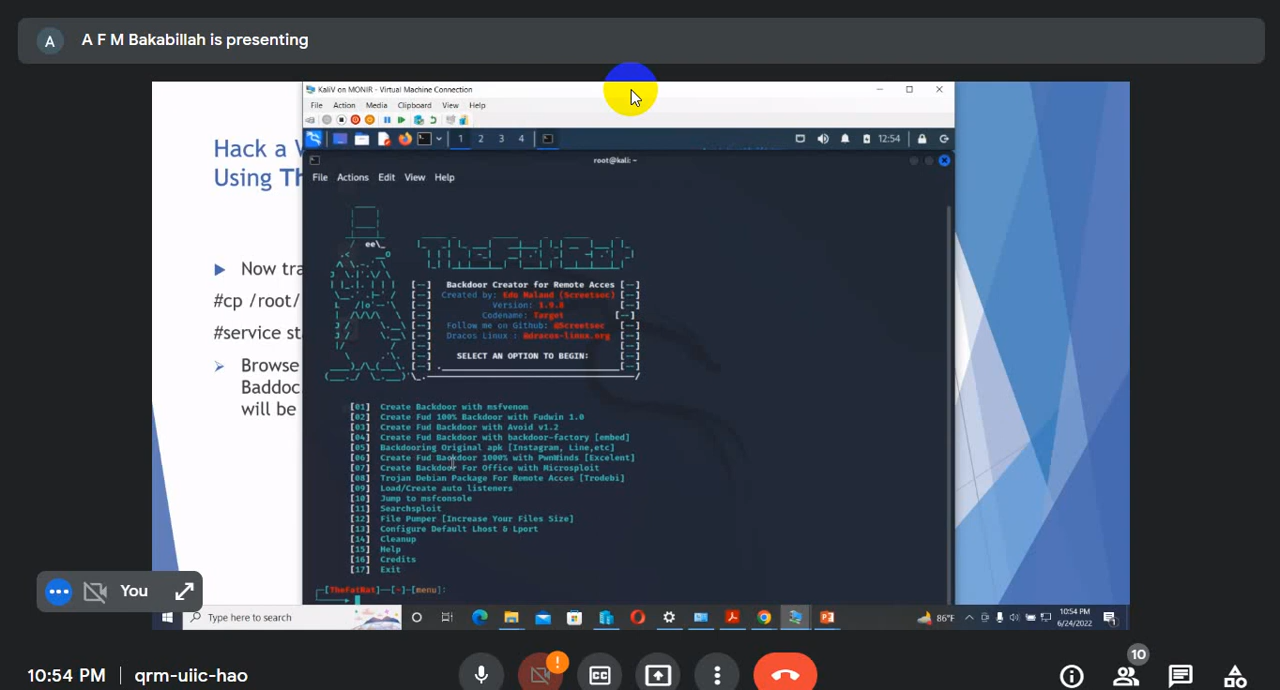 A
A F M Bakabillah is presenting
Hack a
Using Th
Now tra
#cp /root/
#service st
Browse
Baddoc
will be
KaliV on MONIR - Virtual Machine Connection
File Action Media Clipboard View Help
1 2 3 4
12:54
root@kali: ~
File Actions Edit View Help
TheFatRat
[--] Backdoor Creator for Remote Acces [--]
[--] Created by: Edo Maland (Screetsec) [--]
[--] Version: 1.9.8 [--]
[--] Codename: Target [--]
[--] Follow me on Github: @Screetsec [--]
[--] Dracos Linux : @dracos-linux.org [--]
[--] [--]
[--] SELECT AN OPTION TO BEGIN: [--]
[01] Create Backdoor with msfvenom
[02] Create Fud 100% Backdoor with Fudwin 1.0
[03] Create Fud Backdoor with Avoid v1.2
[04] Create Fud Backdoor with backdoor-factory [embed]
[05] Backdooring Original apk [Instagram, Line,etc]
[06] Create Fud Backdoor 1000% with PwnWinds [Excelent]
[07] Create Backdoor For Office with Microsploit
[08] Trojan Debian Package For Remote Acces [Trodebi]
[09] Load/Create auto listeners
[10] Jump to msfconsole
[11] Searchsploit
[12] File Pumper [Increase Your Files Size]
[13] Configure Default Lhost & Lport
[14] Cleanup
[15] Help
[16] Credits
[17] Exit
[TheFatRat]—[~]-[menu]:
You
Type here to search
86°F
10:54 PM
6/24/2022
10:54 PM | qrm-uiic-hao
CC
10